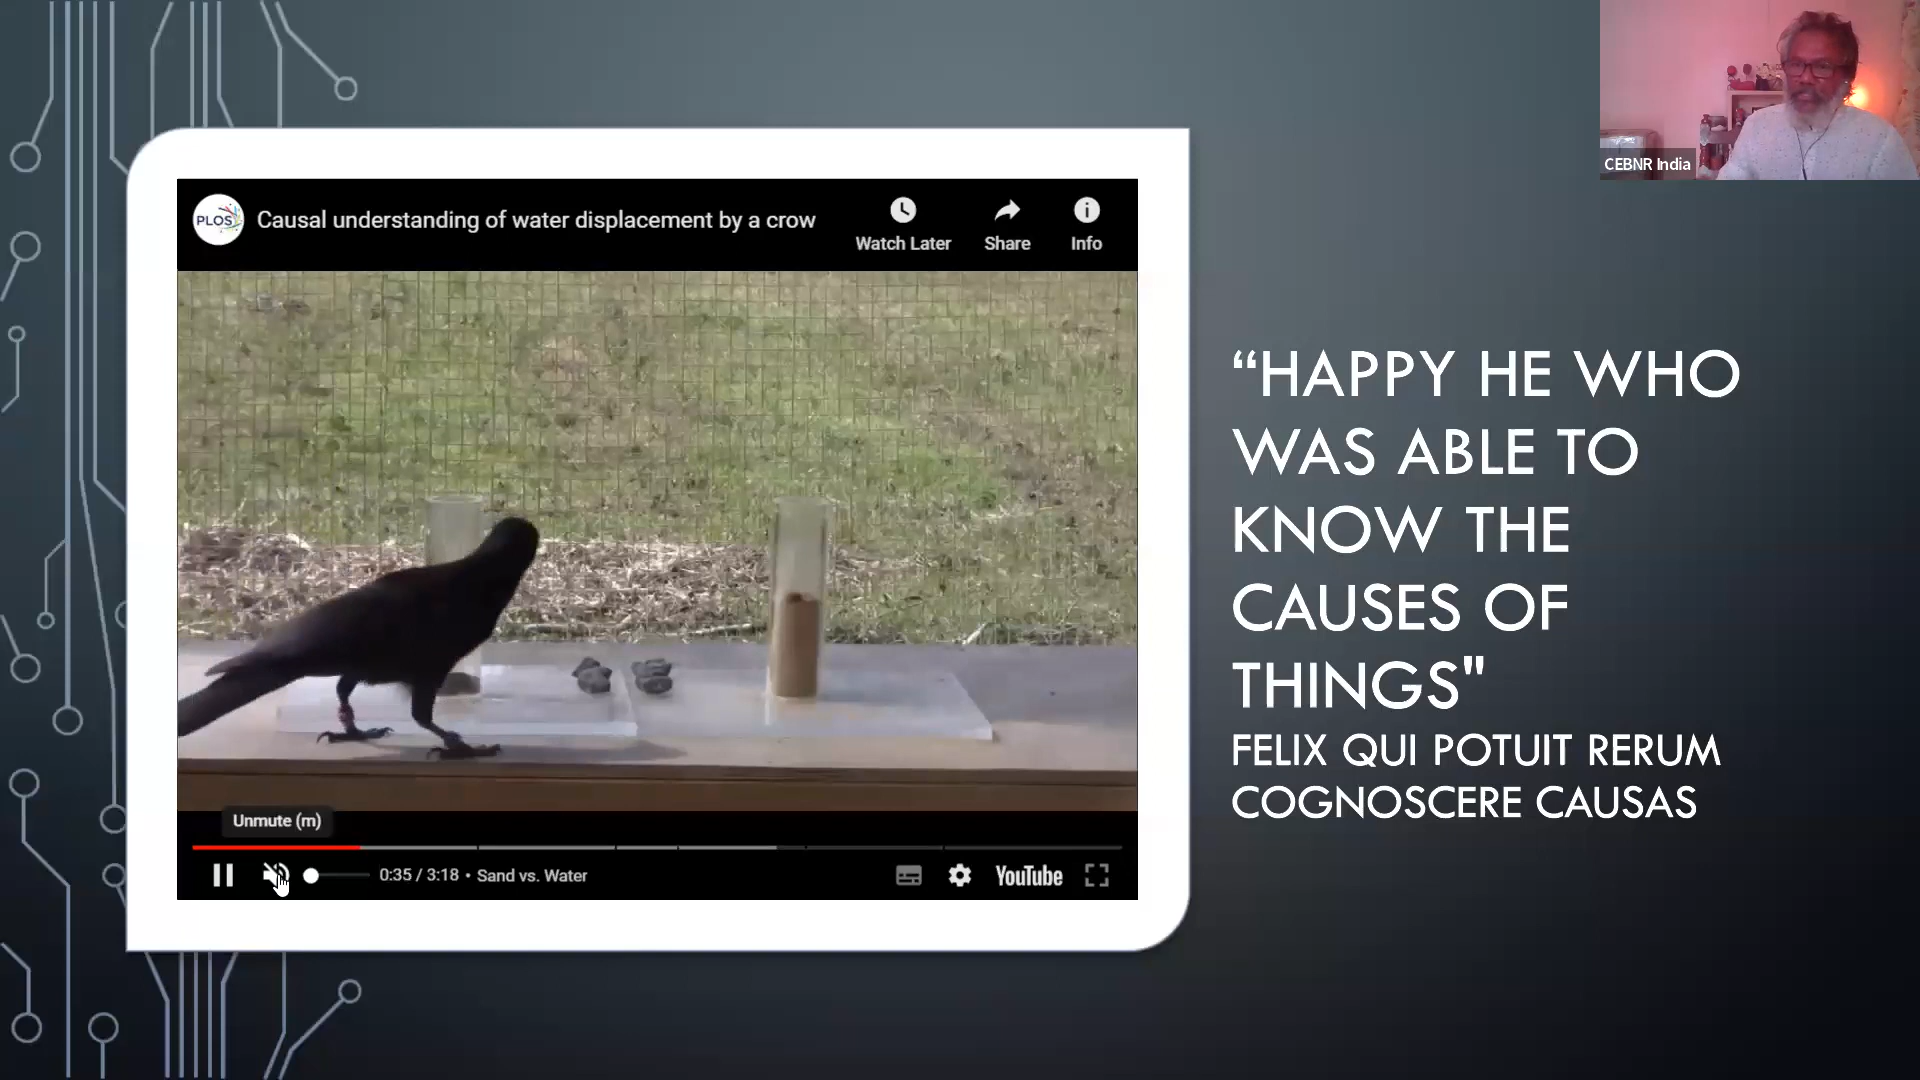 CEBNR India
PLOS
Causal understanding of water displacement by a crow
Watch Later
Share
Info
Unmute (m)
0:35 / 3:18 • Sand vs. Water
YouTube
“HAPPY HE WHO
WAS ABLE TO
KNOW THE
CAUSES OF
THINGS"
FELIX QUI POTUIT RERUM
COGNOSCERE CAUSAS